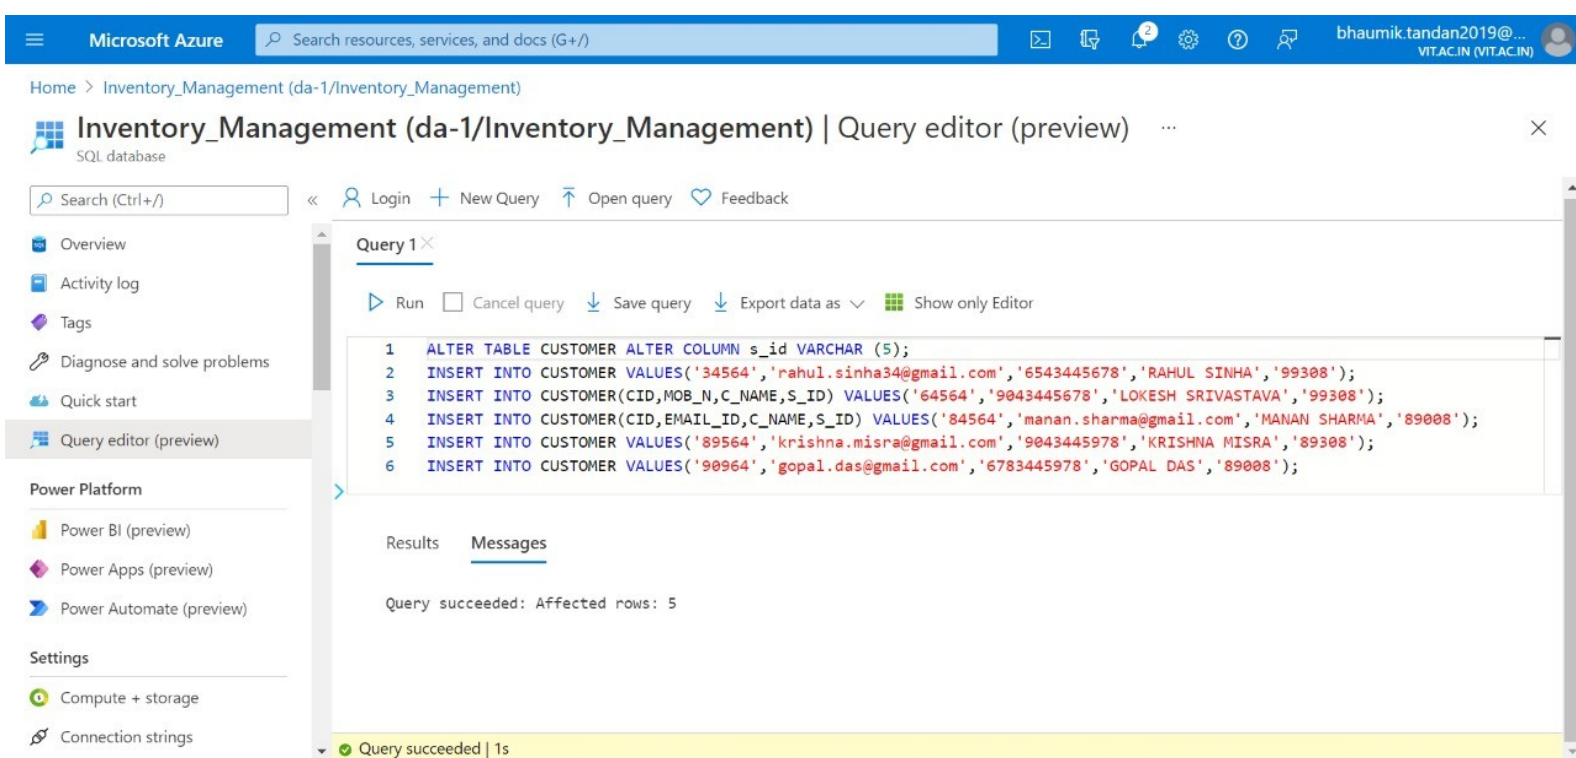 Microsoft Azure
Search resources, services, and docs (G+/)
2
bhaumik.tandan2019@...
VIT.AC.IN (VIT.AC.IN)
Home > Inventory_Management (da-1/Inventory_Management)
Inventory_Management (da-1/Inventory_Management) | Query editor (preview) ...
SQL database
Search (Ctrl+/)
«
Login
New Query
Open query
Feedback
Overview
Activity log
Tags
Diagnose and solve problems
Quick start
Query editor (preview)
Power Platform
Power BI (preview)
Power Apps (preview)
Power Automate (preview)
Settings
Compute + storage
Connection strings
Query 1
Run
Cancel query
Save query
Export data as
Show only Editor
1 ALTER TABLE CUSTOMER ALTER COLUMN s_id VARCHAR (5);
2 INSERT INTO CUSTOMER VALUES('34564','rahul.sinha34@gmail.com','6543445678','RAHUL SINHA','99308');
3 INSERT INTO CUSTOMER(CID,MOB_N,C_NAME,S_ID) VALUES('64564','9043445678','LOKESH SRIVASTAVA','99308');
4 INSERT INTO CUSTOMER(CID,EMAIL_ID,C_NAME,S_ID) VALUES('84564','manan.sharma@gmail.com','MANAN SHARMA','89008');
5 INSERT INTO CUSTOMER VALUES('89564','krishna.misra@gmail.com','9043445978','KRISHNA MISRA','89308');
6 INSERT INTO CUSTOMER VALUES('90964','gopal.das@gmail.com','6783445978','GOPAL DAS','89008');
Results
Messages
Query succeeded: Affected rows: 5
Query succeeded | 1s